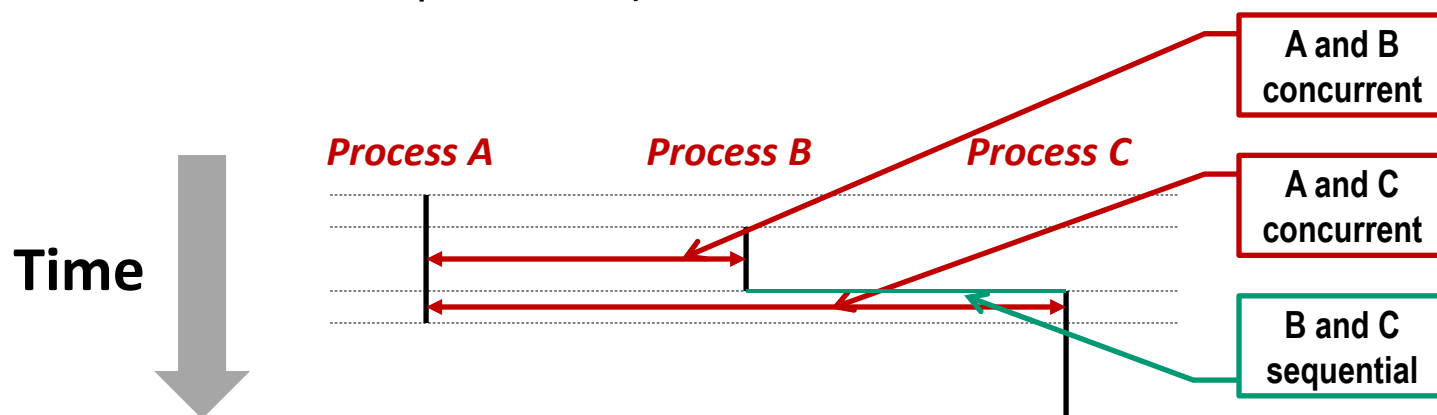 A and B
concurrent
Process A
Process B
Process C
A and C
concurrent
Time
B and C
sequential